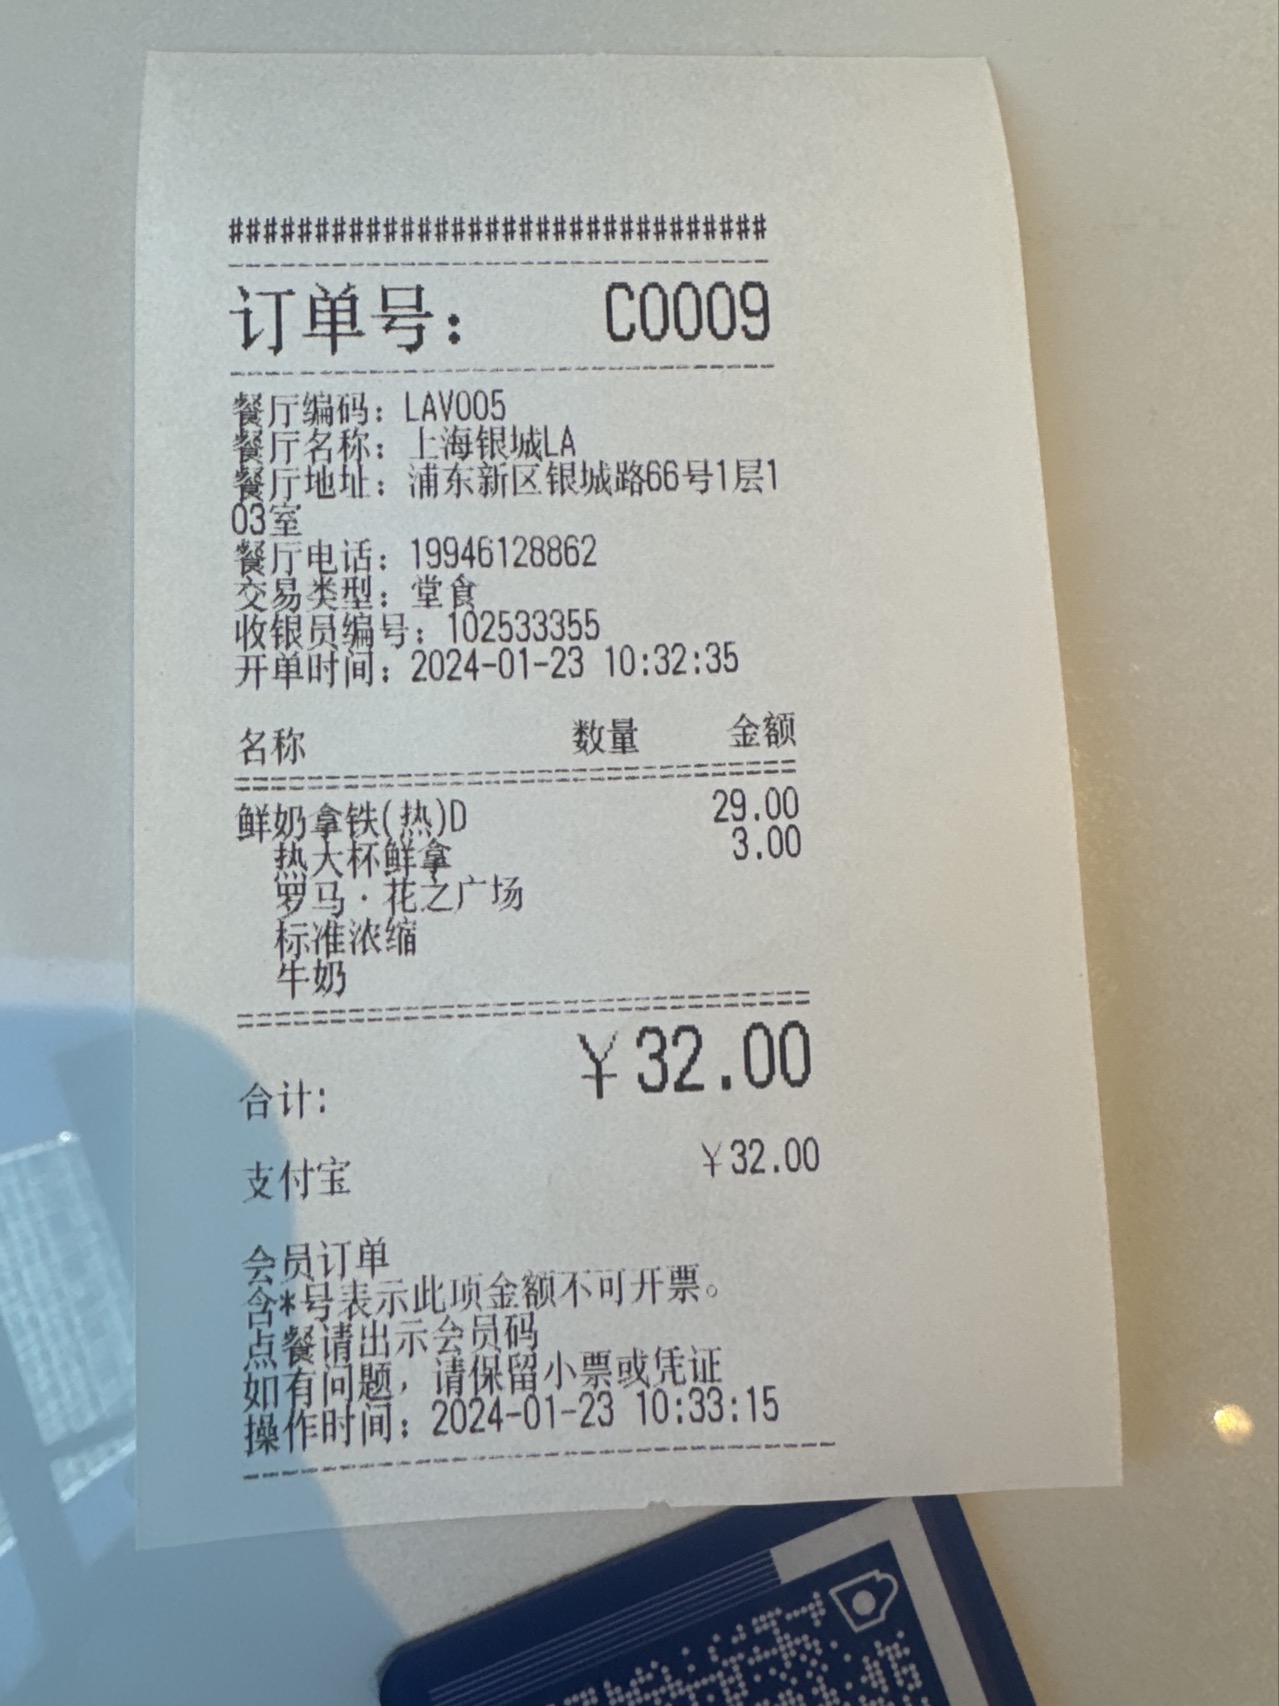 ################################
订单号： C0009
餐厅编码：LAV005
餐厅名称：上海银城LA
餐厅地址：浦东新区银城路66号1层1
03室
餐厅电话：19946128862
交易类型：堂食
收银员编号：102533355
开单时间：2024-01-23 10:32:35
名称 数量 金额
鲜奶拿铁(热)D 29.00
热大杯鲜拿 3.00
罗马·花之广场
标准浓缩
牛奶
合计: ￥32.00
支付宝 ￥32.00
会员订单
含*号表示此项金额不可开票。
点餐请出示会员码
如有问题，请保留小票或凭证
操作时间：2024-01-23 10:33:15